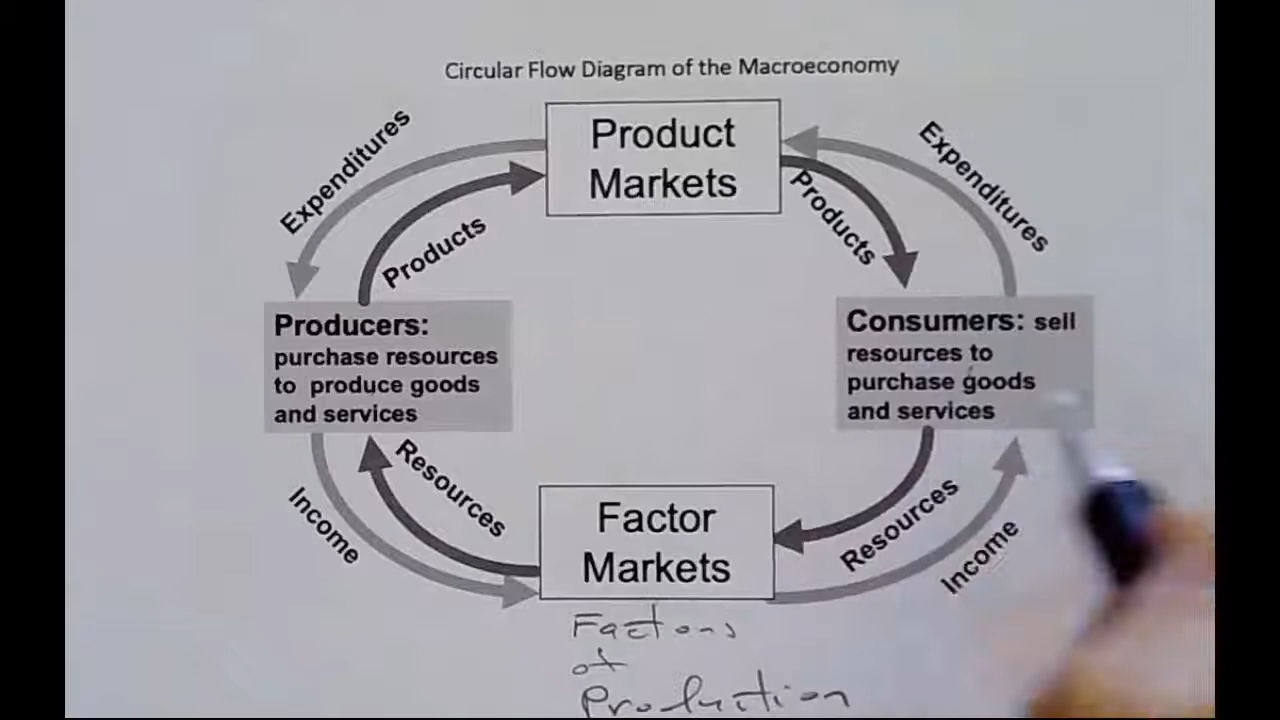 Circular Flow Diagram of the Macroeconomy
Product
Markets
Expenditures
Products
Products
Expenditures
Producers:
purchase resources
to produce goods
and services
Consumers: sell
resources to
purchase goods
and services
Income
Resources
Factor
Markets
Resources
Income
Factors
of
Production